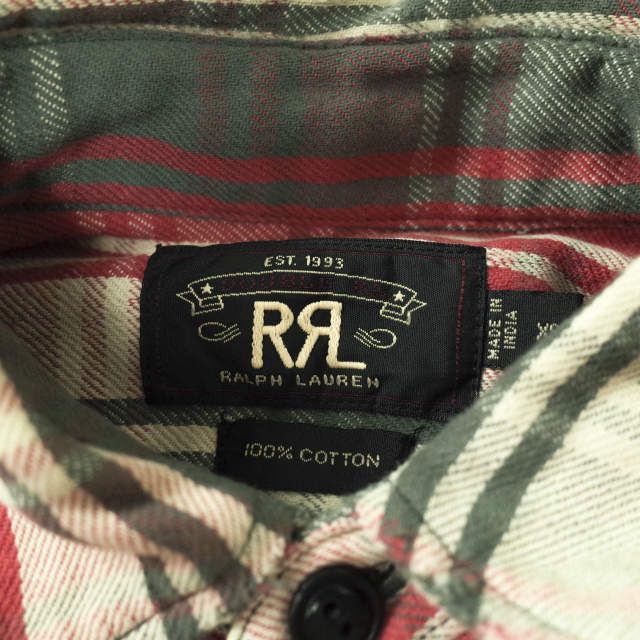 EST. 1993
RRL
RALPH LAUREN
MADE IN
INDIA
100% COTTON